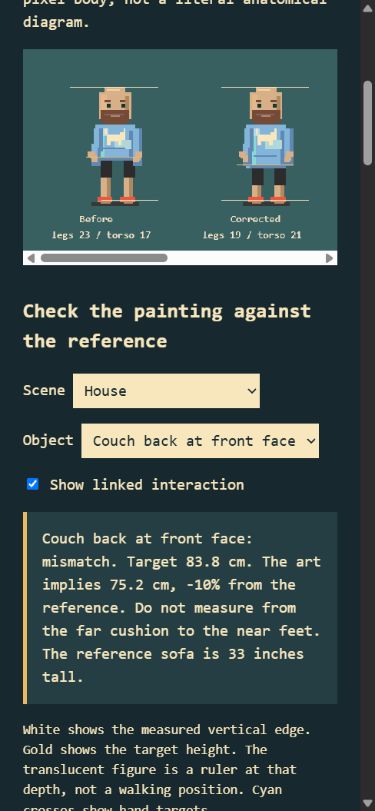 pixel body, not a literal anatomical
diagram.
Before
legs 23 / torso 17
Corrected
legs 19 / torso 21
Check the painting against
the reference
Scene House
Object Couch back at front face
Show linked interaction
Couch back at front face:
mismatch. Target 83.8 cm. The art
implies 75.2 cm, -10% from the
reference. Do not measure from
the far cushion to the near feet.
The reference sofa is 33 inches
tall.
White shows the measured vertical edge.
Gold shows the target height. The
translucent figure is a ruler at that
depth, not a walking position. Cyan
crosses show hand targets.